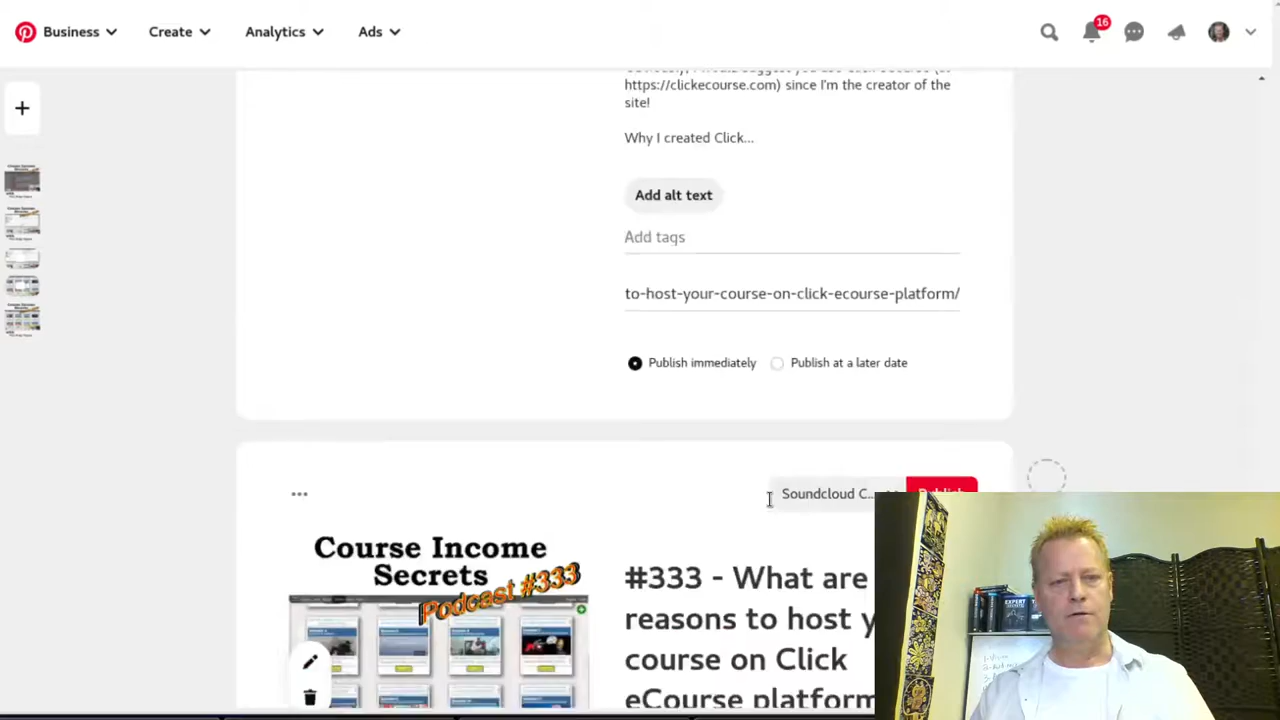 Business Create Analytics Ads 16
https://clickecourse.com) since I'm the creator of the
site!
Why I created Click...
Add alt text
Add tags
to-host-your-course-on-click-ecourse-platform/
Publish immediately Publish at a later date
Soundcloud C... Publish
Course Income
Secrets
Podcast #333
#333 - What are
reasons to host y
course on Click
eCourse platform
EXPERT